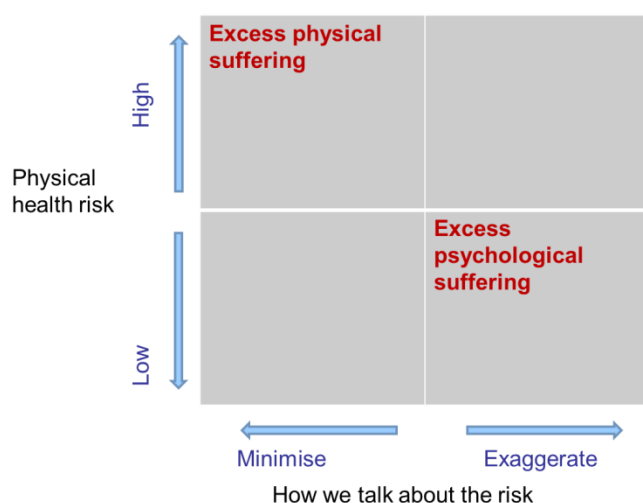 Excess physical
suffering
High
Physical
health risk
Excess
psychological
suffering
Low
Minimise
Exaggerate
How we talk about the risk